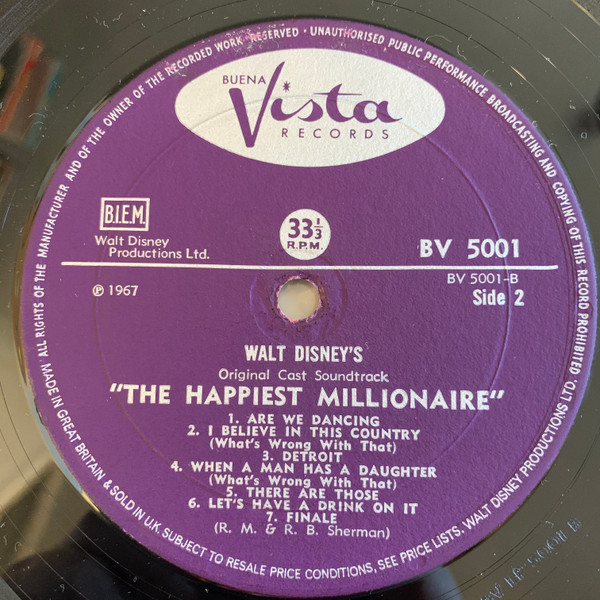 ALL RIGHTS OF THE MANUFACTURER AND OF THE OWNER OF THE RECORDED WORK RESERVED · UNAUTHORISED PUBLIC PERFORMANCE BROADCASTING AND COPYING OF THIS RECORD PROHIBITED
BUENA
Vista
RECORDS
B.I.E.M.
Walt Disney
Productions Ltd.
33⅓
R.P.M.
BV 5001
BV 5001-B
℗ 1967
Side 2
WALT DISNEY'S
Original Cast Soundtrack
"THE HAPPIEST MILLIONAIRE"
1. ARE WE DANCING
2. I BELIEVE IN THIS COUNTRY
(What's Wrong With That)
3. DETROIT
4. WHEN A MAN HAS A DAUGHTER
(What's Wrong With That)
5. THERE ARE THOSE
6. LET'S HAVE A DRINK ON IT
7. FINALE
(R. M. & R. B. Sherman)
MADE IN GREAT BRITAIN & SOLD IN U.K. SUBJECT TO RESALE PRICE CONDITIONS, SEE PRICE LISTS, WALT DISNEY PRODUCTIONS LTD.